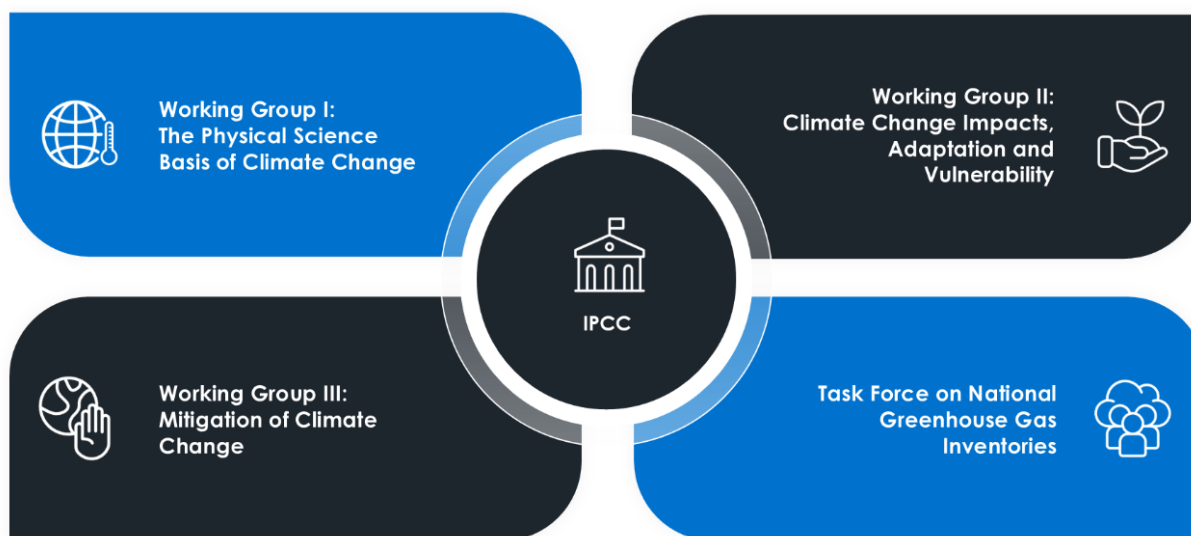 Working Group I:
The Physical Science
Basis of Climate Change
Working Group II:
Climate Change Impacts,
Adaptation and
Vulnerability
IPCC
Working Group III:
Mitigation of Climate
Change
Task Force on National
Greenhouse Gas
Inventories